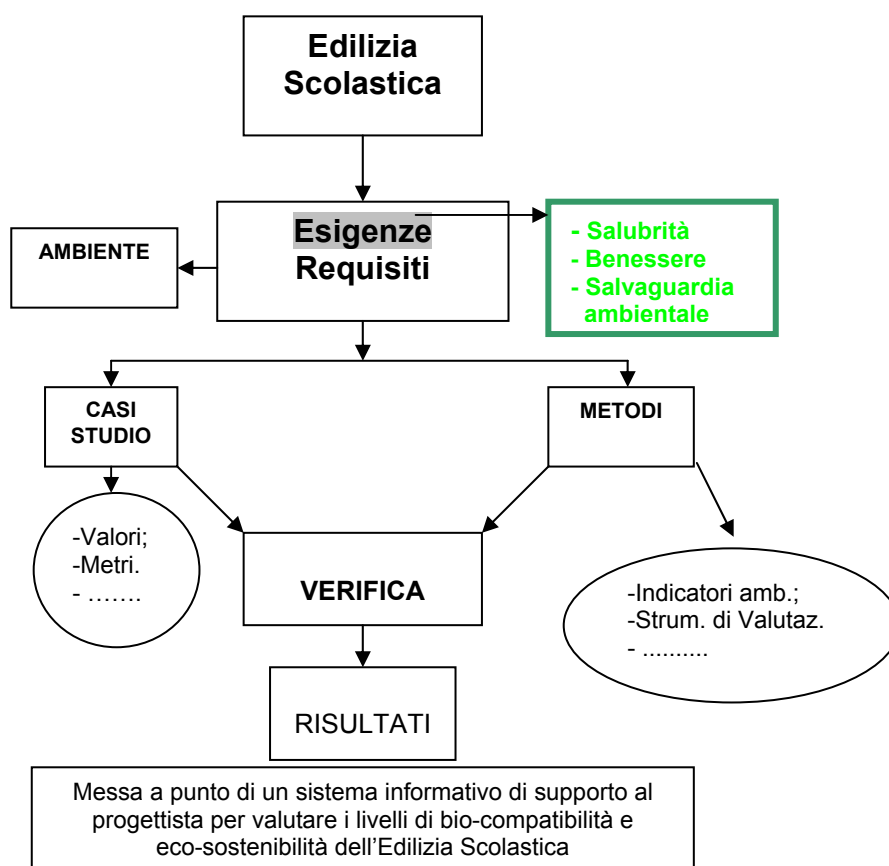 Edilizia
Scolastica
Esigenze
Requisiti
AMBIENTE
- Salubrità
- Benessere
- Salvaguardia
ambientale
CASI
STUDIO
METODI
-Valori;
-Metri.
- .......
VERIFICA
-Indicatori amb.;
-Strum. di Valutaz.
- ..........
RISULTATI
Messa a punto di un sistema informativo di supporto al
progettista per valutare i livelli di bio-compatibilità e
eco-sostenibilità dell’Edilizia Scolastica